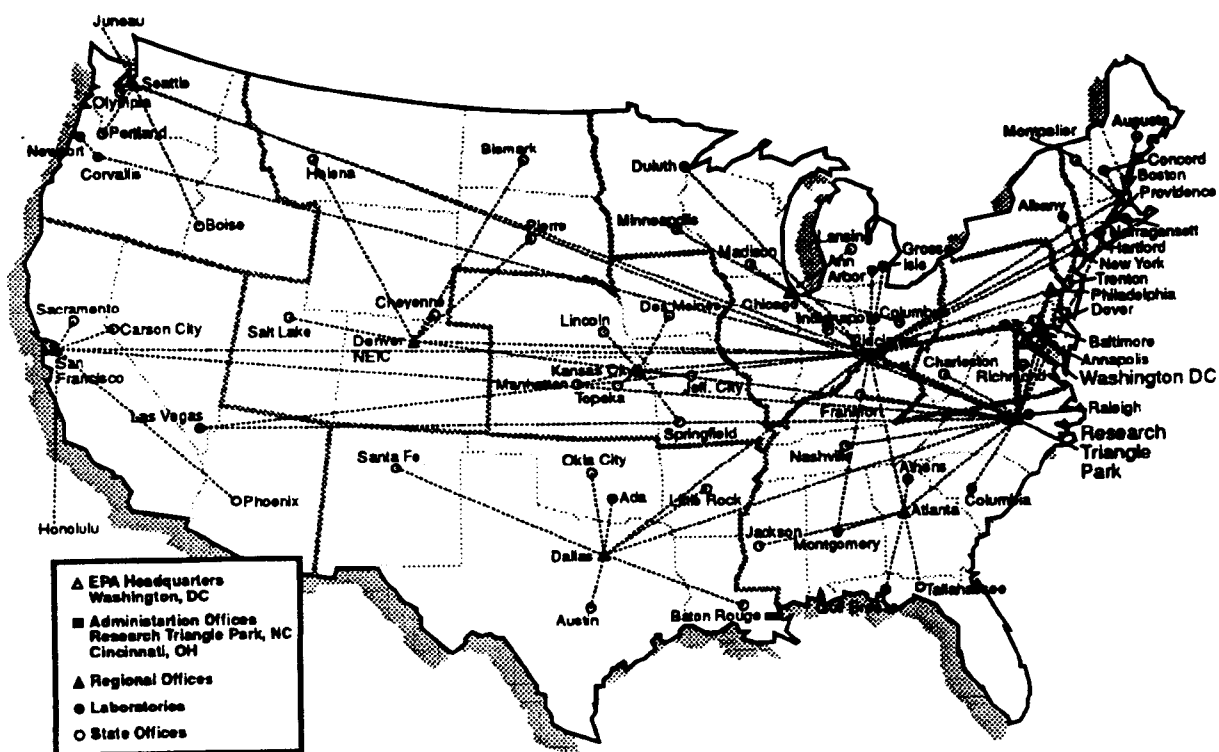 Juneau
Seattle
Olympia
Portland
Newport
Corvallis
Helena
Bismark
Duluth
Montpelier
Augusta
Concord
Boston
Providence
Boise
Pierre
Minneapolis
Lansing
Albany
Narragansett
Hartford
New York
Madison
Ann
Arbor
Grosse
Isle
Trenton
Philadelphia
Dover
Sacramento
Carson City
Salt Lake
Cheyenne
Lincoln
Des Moines
Chicago
Indianapolis
Columbus
Denver
NEIC
Baltimore
Annapolis
Washington DC
San
Francisco
Kansas City
Manhattan
Topeka
Jeff. City
Charleston
Richmond
Las Vegas
Springfield
Frankfort
Raleigh
Research
Triangle
Park
Santa Fe
Okla City
Nashville
Athens
Phoenix
Ada
Little Rock
Columbia
Honolulu
Atlanta
Jackson
Montgomery
Dallas
Austin
Baton Rouge
Tallahassee
EPA Headquarters
Washington, DC
Administartion Offices
Research Triangle Park, NC
Cincinnati, OH
Regional Offices
Laboratories
State Offices